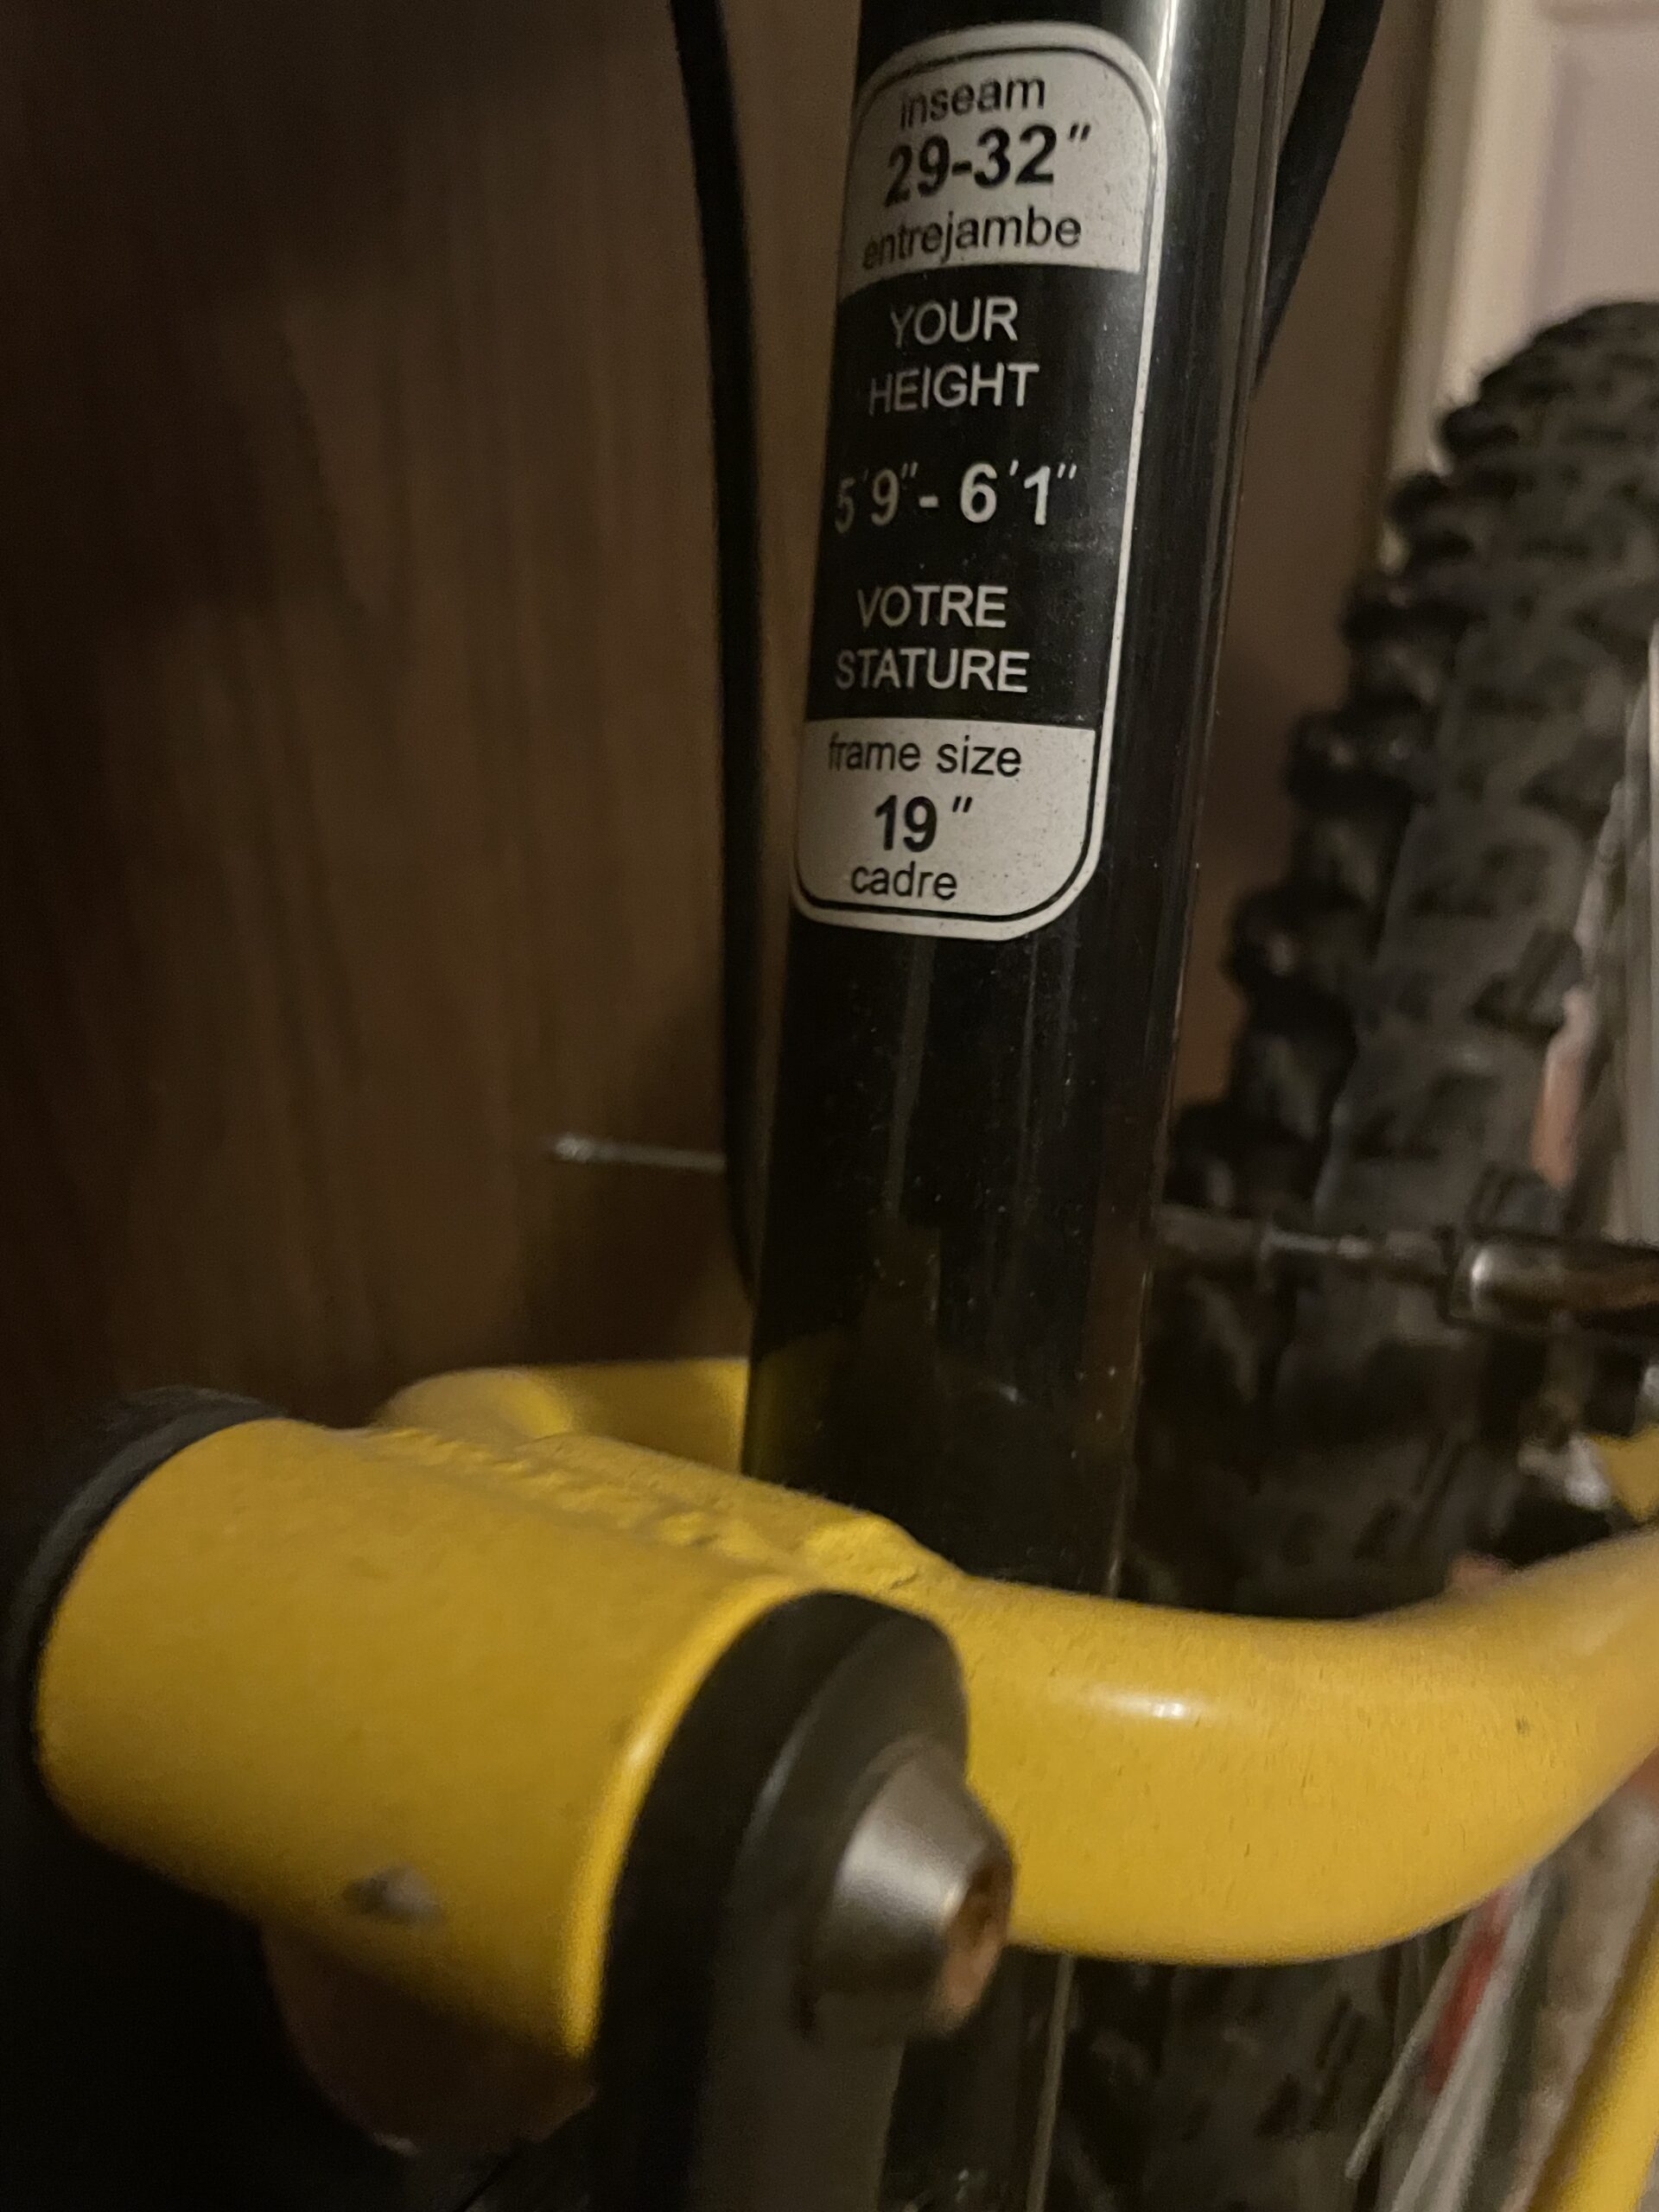 inseam
29-32"
entrejambe
YOUR
HEIGHT
5'9"- 6'1"
VOTRE
STATURE
frame size
19"
cadre